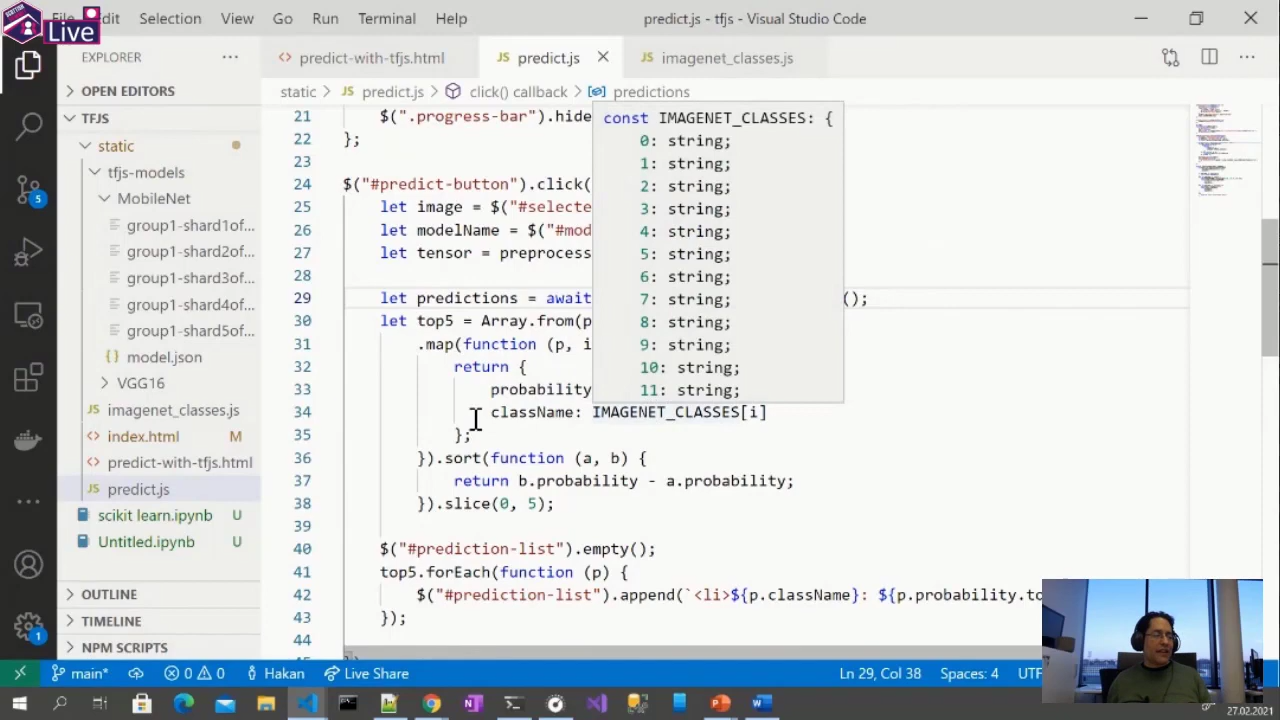 Live
File Edit Selection View Go Run Terminal Help
predict.js - tfjs - Visual Studio Code
EXPLORER
OPEN EDITORS
TFJS
static
tfjs-models
MobileNet
group1-shard1of...
group1-shard2of...
group1-shard3of...
group1-shard4of...
group1-shard5of...
model.json
VGG16
imagenet_classes.js
index.html M
predict-with-tfjs.html
predict.js
scikit learn.ipynb U
Untitled.ipynb U
OUTLINE
TIMELINE
NPM SCRIPTS
5
1
predict-with-tfjs.html predict.js imagenet_classes.js
static > predict.js > click() callback > predictions
21 $(".progress-bar").hide
22 };
23
24 $("#predict-button").click(
25 let image = $("#selecte
26 let modelName = $("#mod
27 let tensor = preprocess
28
29 let predictions = await ();
30 let top5 = Array.from(p
31 .map(function (p, i
32 return {
33 probability
34 className: IMAGENET_CLASSES[i]
35 };
36 }).sort(function (a, b) {
37 return b.probability - a.probability;
38 }).slice(0, 5);
39
40 $("#prediction-list").empty();
41 top5.forEach(function (p) {
42 $("#prediction-list").append(`<li>${p.className}: ${p.probability.to
43 });
44
const IMAGENET_CLASSES: {
0: string;
1: string;
2: string;
3: string;
4: string;
5: string;
6: string;
7: string;
8: string;
9: string;
10: string;
11: string;
main* 0 0 Hakan Live Share Ln 29, Col 38 Spaces: 4 UTF
27.02.2021